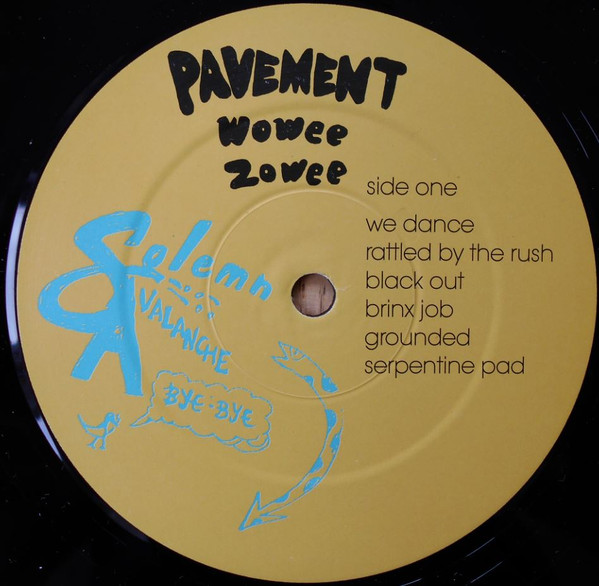 PAVEMENT
wowee
zowee
side one
we dance
rattled by the rush
black out
brinx job
grounded
serpentine pad
Solemn
AVALANCHE
BYE-BYE